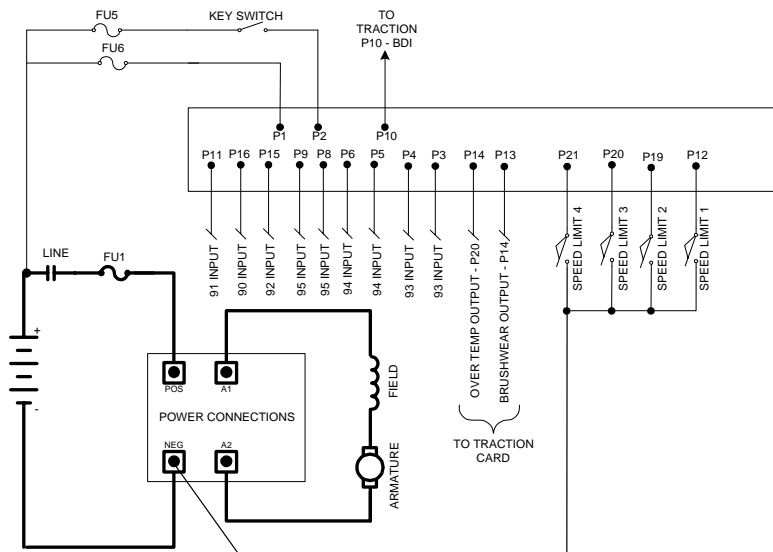 FU5
KEY SWITCH
TO
TRACTION
P10 - BDI
FU6
P1
P2
P10
P11
P16
P15
P9
P8
P6
P5
P4
P3
P14
P13
P21
P20
P19
P12
91 INPUT
90 INPUT
92 INPUT
95 INPUT
95 INPUT
94 INPUT
94 INPUT
93 INPUT
93 INPUT
OVER TEMP OUTPUT - P20
BRUSHWEAR OUTPUT - P14
SPEED LIMIT 4
SPEED LIMIT 3
SPEED LIMIT 2
SPEED LIMIT 1
LINE
FU1
+
-
POS
A1
POWER CONNECTIONS
NEG
A2
FIELD
ARMATURE
TO TRACTION
CARD